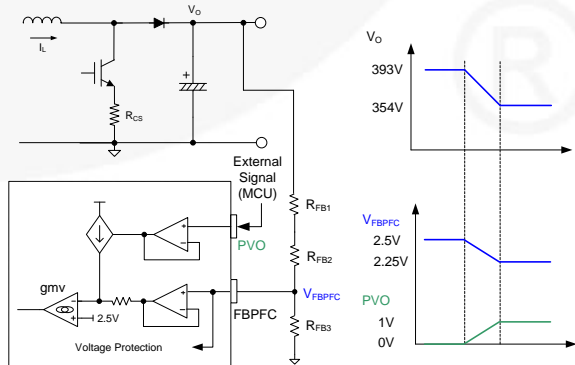 V_O
I_L
R_CS
External
Signal
(MCU)
R_FB1
PVO
R_FB2
gmv
V_FBPFC
2.5V
FBPFC
R_FB3
Voltage Protection
V_O
393V
354V
V_FBPFC
2.5V
2.25V
PVO
1V
0V
+
+
-
+
-
-
+
R